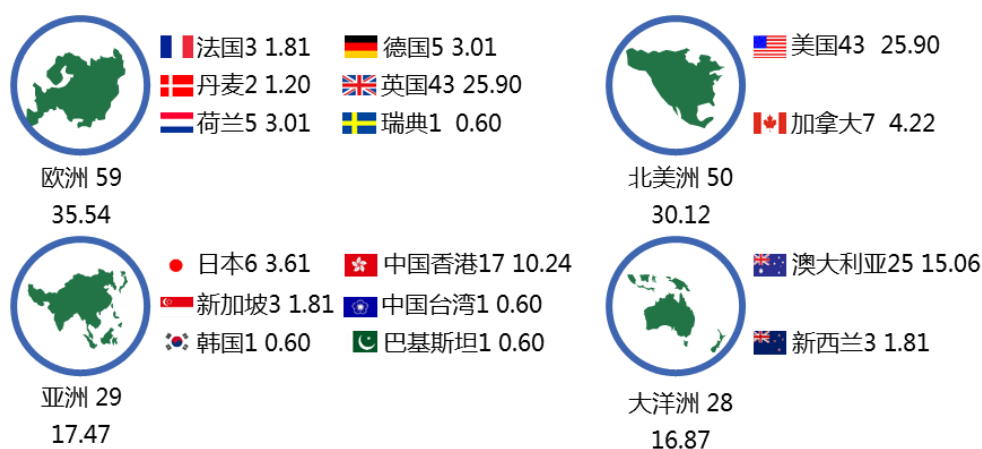 法国3 1.81
德国5 3.01
丹麦2 1.20
英国43 25.90
荷兰5 3.01
瑞典1 0.60
欧洲 59
35.54
美国43 25.90
加拿大7 4.22
北美洲 50
30.12
日本6 3.61
中国香港17 10.24
新加坡3 1.81
中国台湾1 0.60
韩国1 0.60
巴基斯坦1 0.60
亚洲 29
17.47
澳大利亚25 15.06
新西兰3 1.81
大洋洲 28
16.87